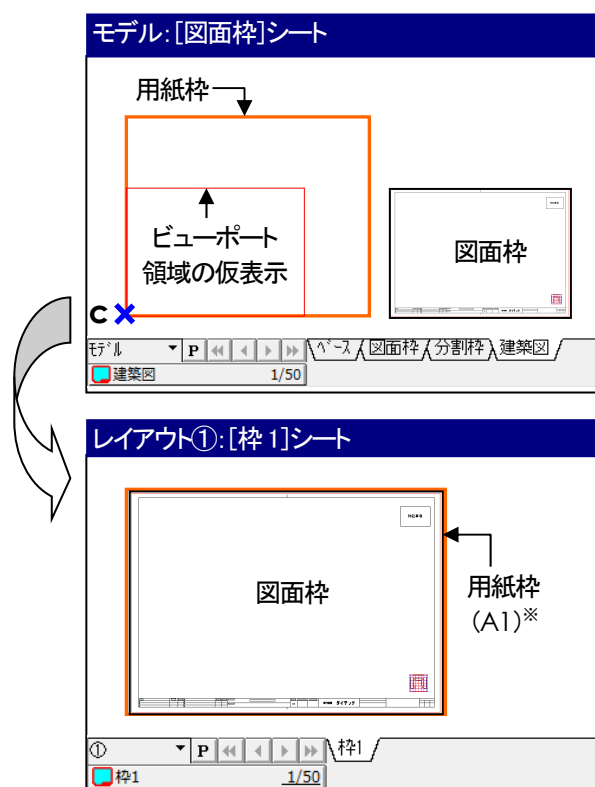 モデル:[図面枠]シート
用紙枠
ビューポート
領域の仮表示
図面枠
C
ﾓﾃﾞﾙ P ﾍﾞｰｽ 図面枠 分割枠 建築図
建築図 1/50
レイアウト①:[枠1]シート
図面枠
用紙枠
(A1)※
① P 枠1
枠1 1/50